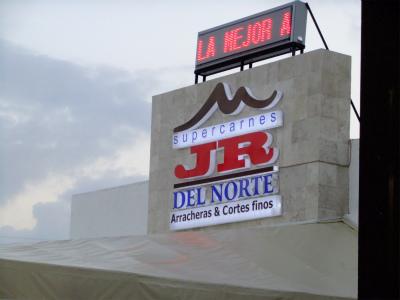 LA MEJOR A
supercarnes
JR
DEL NORTE
Arracheras & Cortes finos